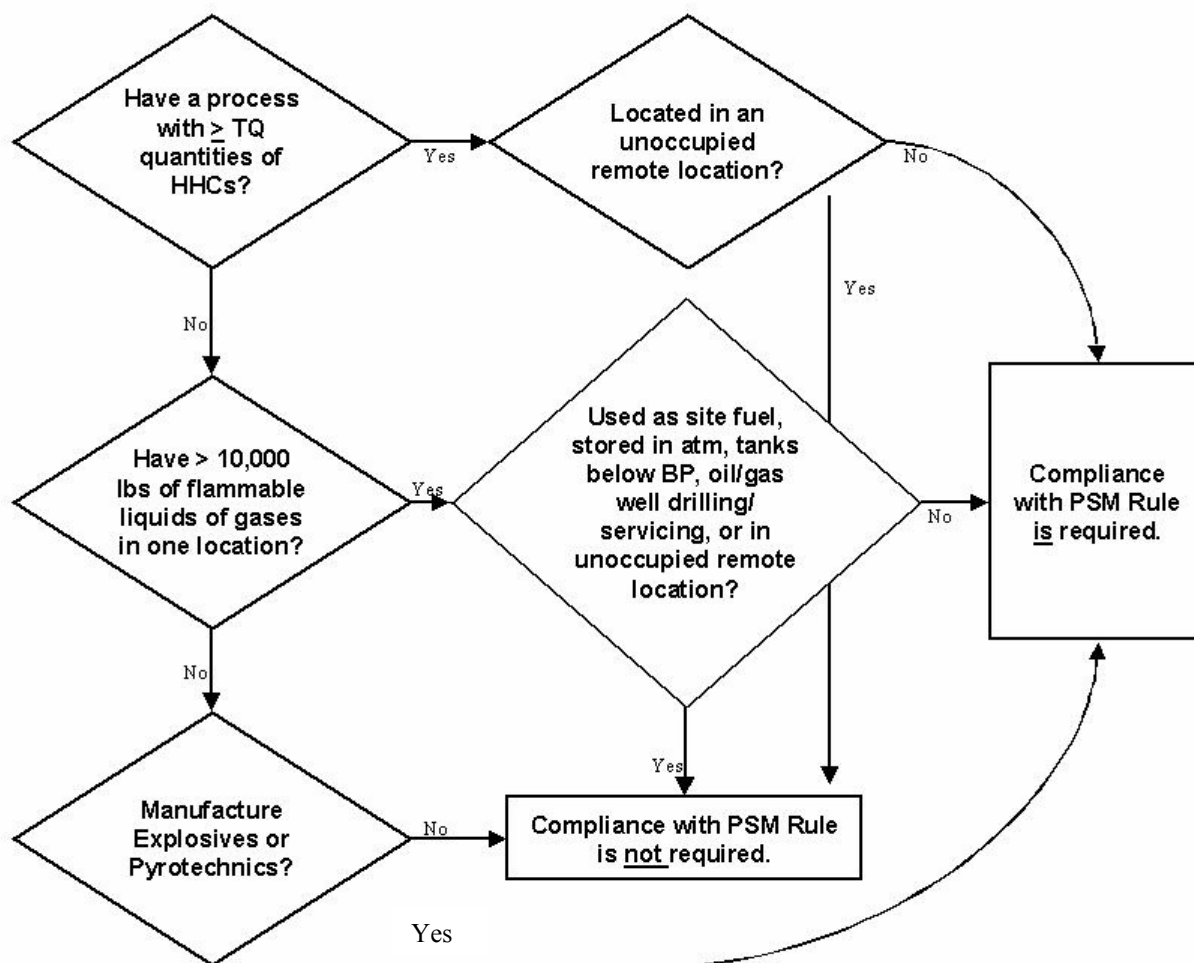 Have a process
with ≥ TQ
quantities of
HHCs?
Yes
Located in an
unoccupied
remote location?
No
Yes
No
Have > 10,000
lbs of flammable
liquids of gases
in one location?
Yes
Used as site fuel,
stored in atm, tanks
below BP, oil/gas
well drilling/
servicing, or in
unoccupied remote
location?
No
Compliance
with PSM Rule
is required.
No
Yes
Manufacture
Explosives or
Pyrotechnics?
No
Compliance with PSM Rule
is not required.
Yes